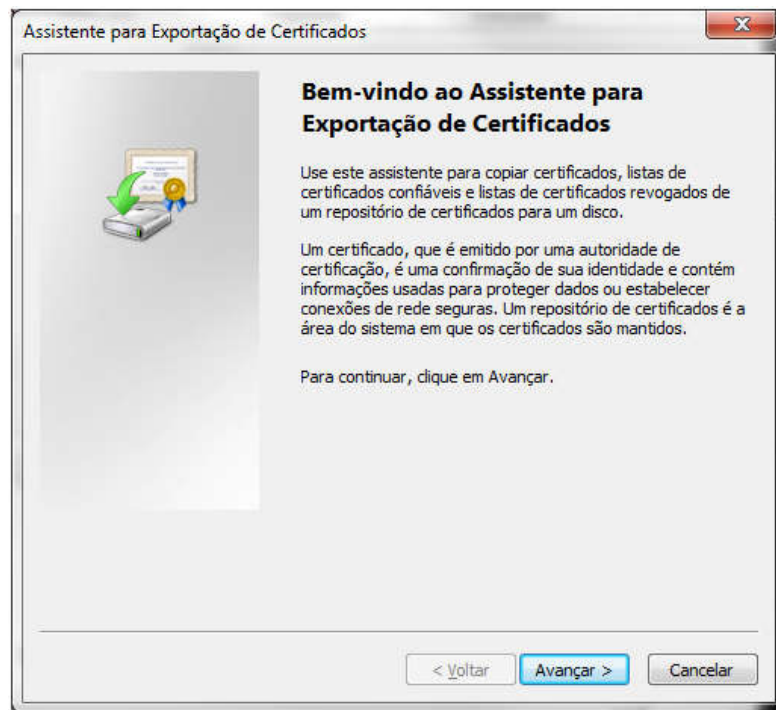 Assistente para Exportação de Certificados
Bem-vindo ao Assistente para
Exportação de Certificados
Use este assistente para copiar certificados, listas de
certificados confiáveis e listas de certificados revogados de
um repositório de certificados para um disco.
Um certificado, que é emitido por uma autoridade de
certificação, é uma confirmação de sua identidade e contém
informações usadas para proteger dados ou estabelecer
conexões de rede seguras. Um repositório de certificados é a
área do sistema em que os certificados são mantidos.
Para continuar, clique em Avançar.
< Voltar
Avançar >
Cancelar